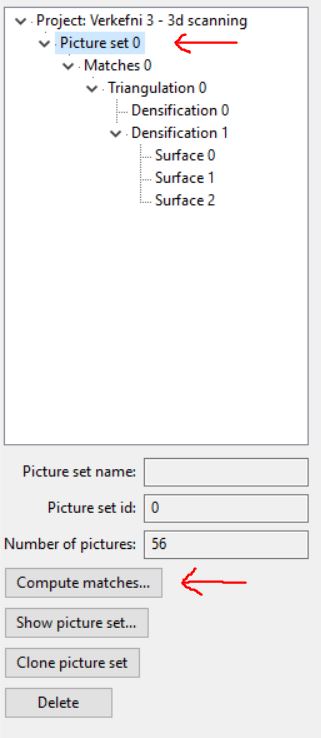 Project: Verkefni 3 - 3d scanning
Picture set 0
Matches 0
Triangulation 0
Densification 0
Densification 1
Surface 0
Surface 1
Surface 2
Picture set name:
Picture set id: 0
Number of pictures: 56
Compute matches...
Show picture set...
Clone picture set
Delete